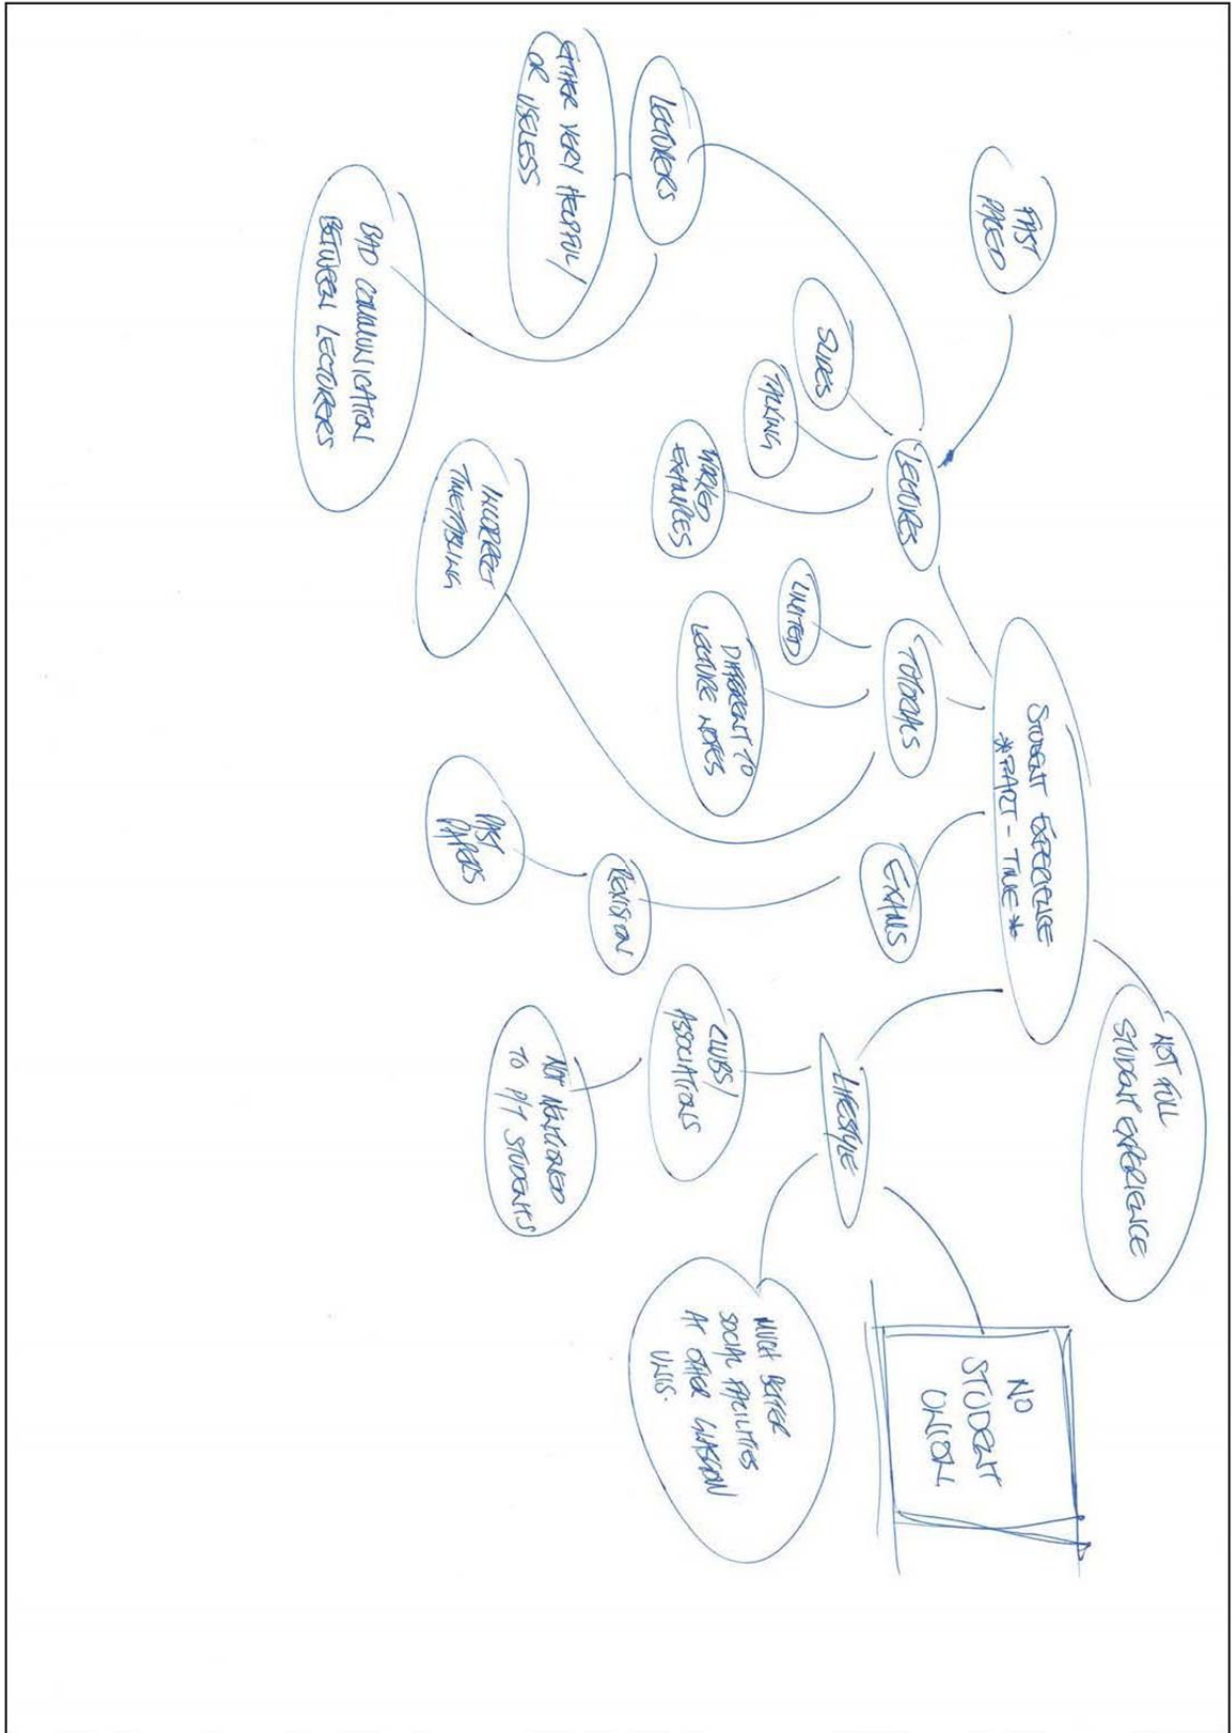 STUDENT EXPERIENCE
*PART-TIME*
NOT FULL
STUDENT EXPERIENCE
FAST
PACED
LECTURES
SLIDES
TALKING
WORKED
EXAMPLES
LECTURERS
EITHER VERY HELPFUL/
OR USELESS
BAD COMMUNICATION
BETWEEN LECTURERS
TUTORIALS
LIMITED
DIFFERENT TO
LECTURE NOTES
INCORRECT
TIMETABLING
EXAMS
REVISION
PAST
PAPERS
LIFESTYLE
CLUBS/
ASSOCIATIONS
NOT MENTIONED
TO P/T STUDENTS
MUCH BETTER
SOCIAL FACILITIES
AT OTHER GLASGOW
UNIS.
NO
STUDENT
UNION